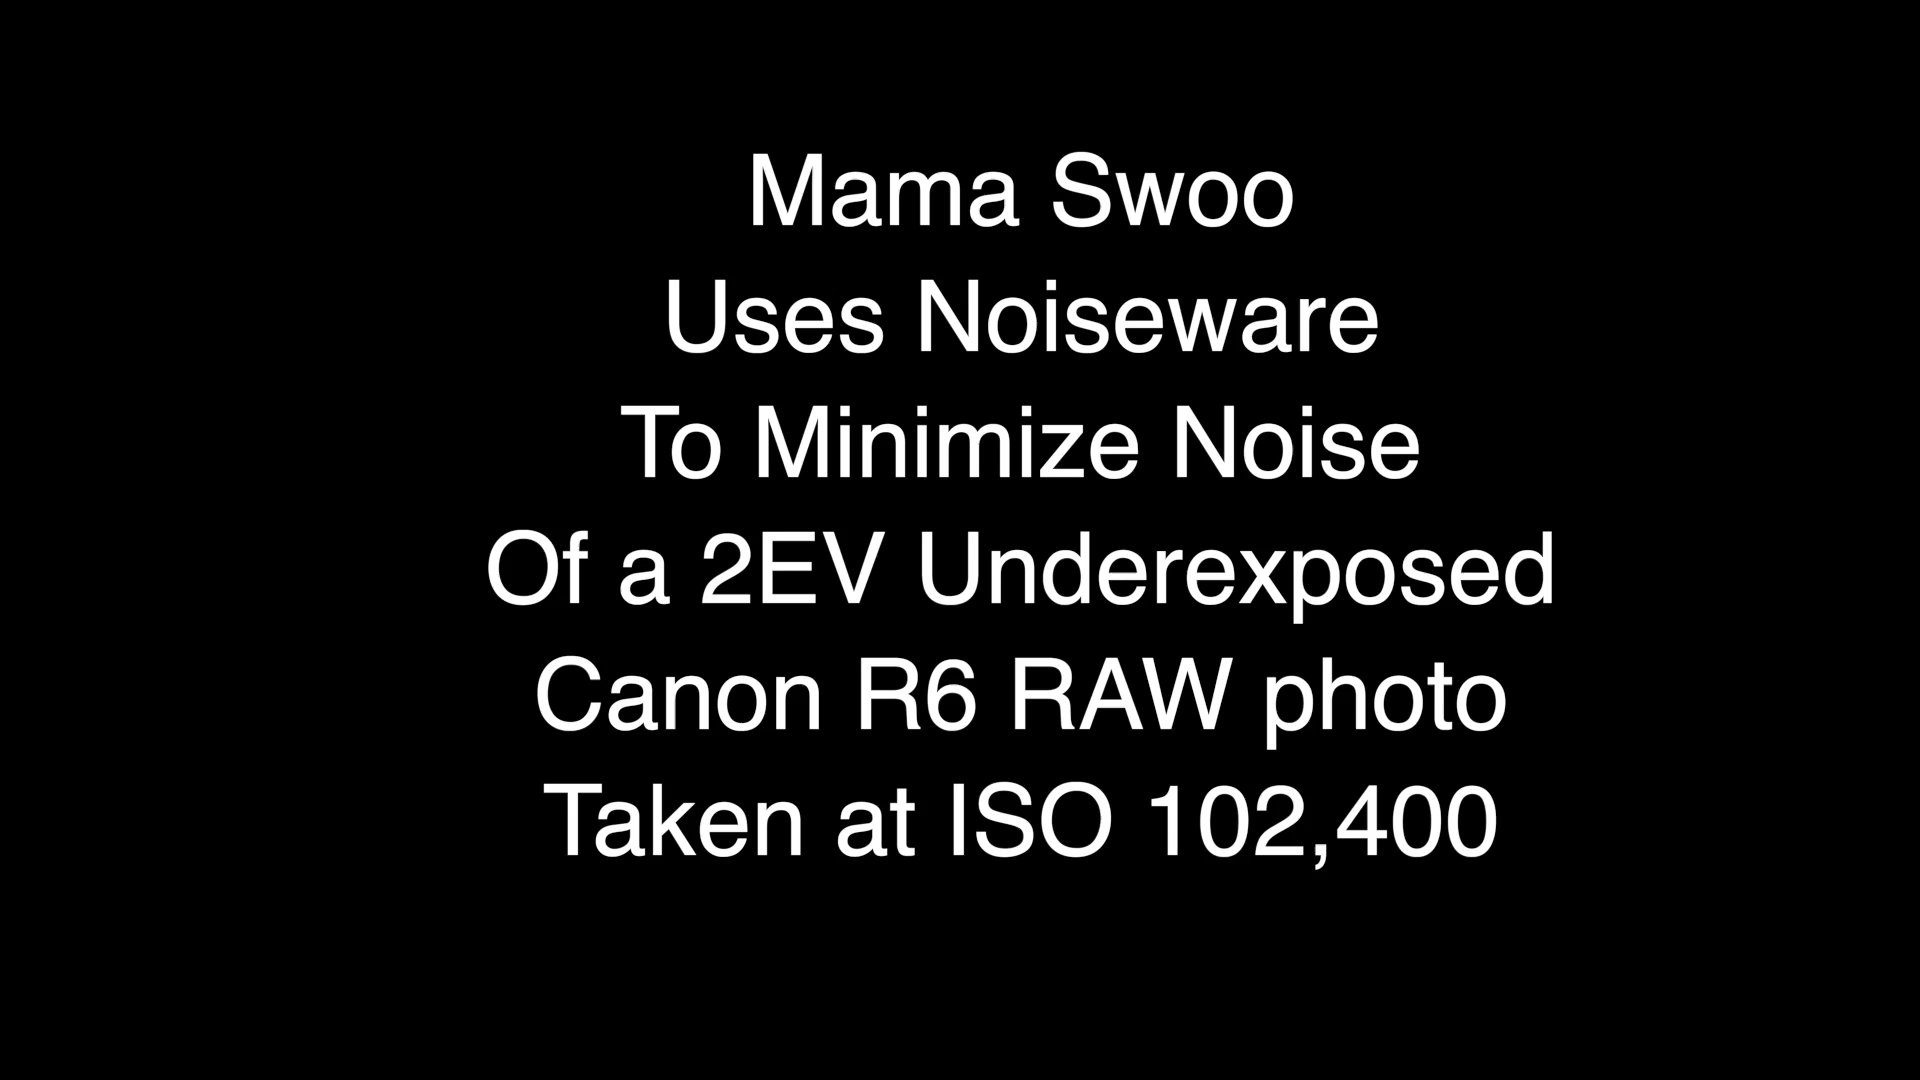 Mama Swoo
Uses Noiseware
To Minimize Noise
Of a 2EV Underexposed
Canon R6 RAW photo
Taken at ISO 102,400